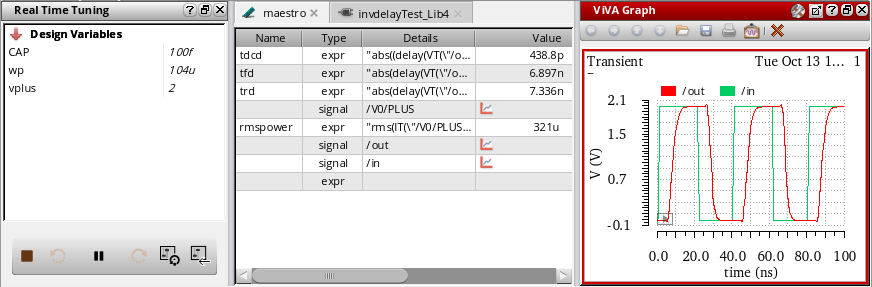 Real Time Tuning
Design Variables
CAP 100f
wp 104u
vplus 2
maestro
invdelayTest_Lib4
Name Type Details Value
tdcd expr "abs((delay(VT(\"/o... 438.8p
tfd expr "abs(delay(VT(\"/o... 6.897n
trd expr "abs(delay(VT(\"/o... 7.336n
signal /V0/PLUS
rmspower expr "rms(IT(\"/V0/PLUS... 321u
signal /out
signal /in
expr
ViVA Graph
Transient Tue Oct 13 1... 1
/out /in
2.1
1.5
0.7
-0.1
V (V)
0.0 20.0 40.0 60.0 80.0 100
time (ns)